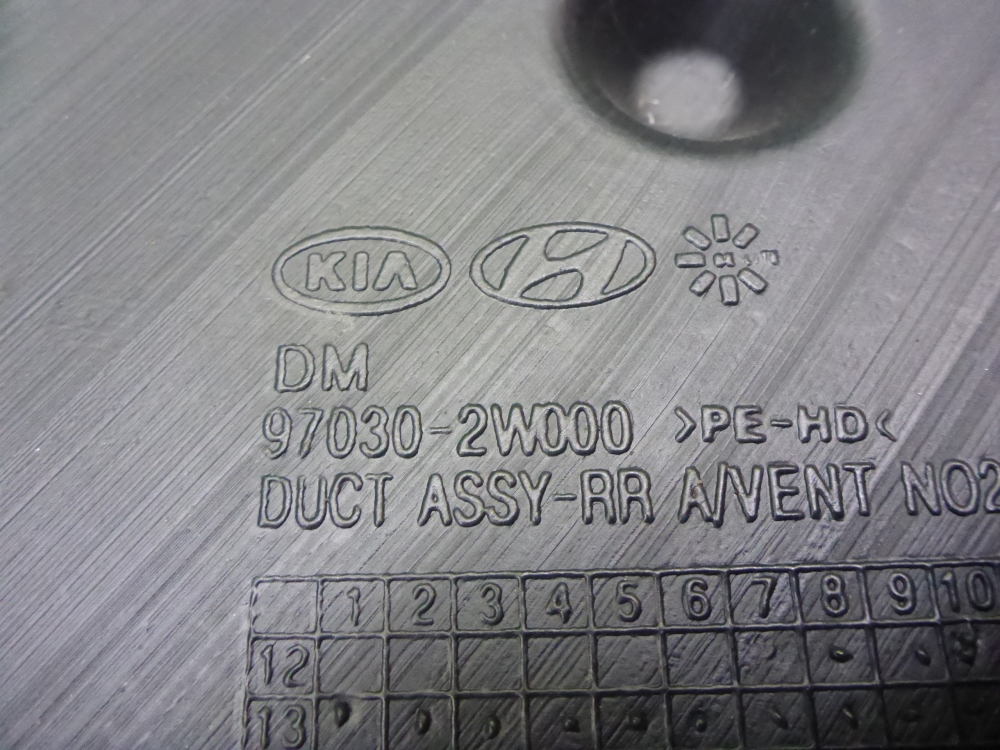 KIA
DM
97030-2W000 >PE-HD<
DUCT ASSY-RR A/VENT NO2
1 2 3 4 5 6 7 8 9 10
12
13